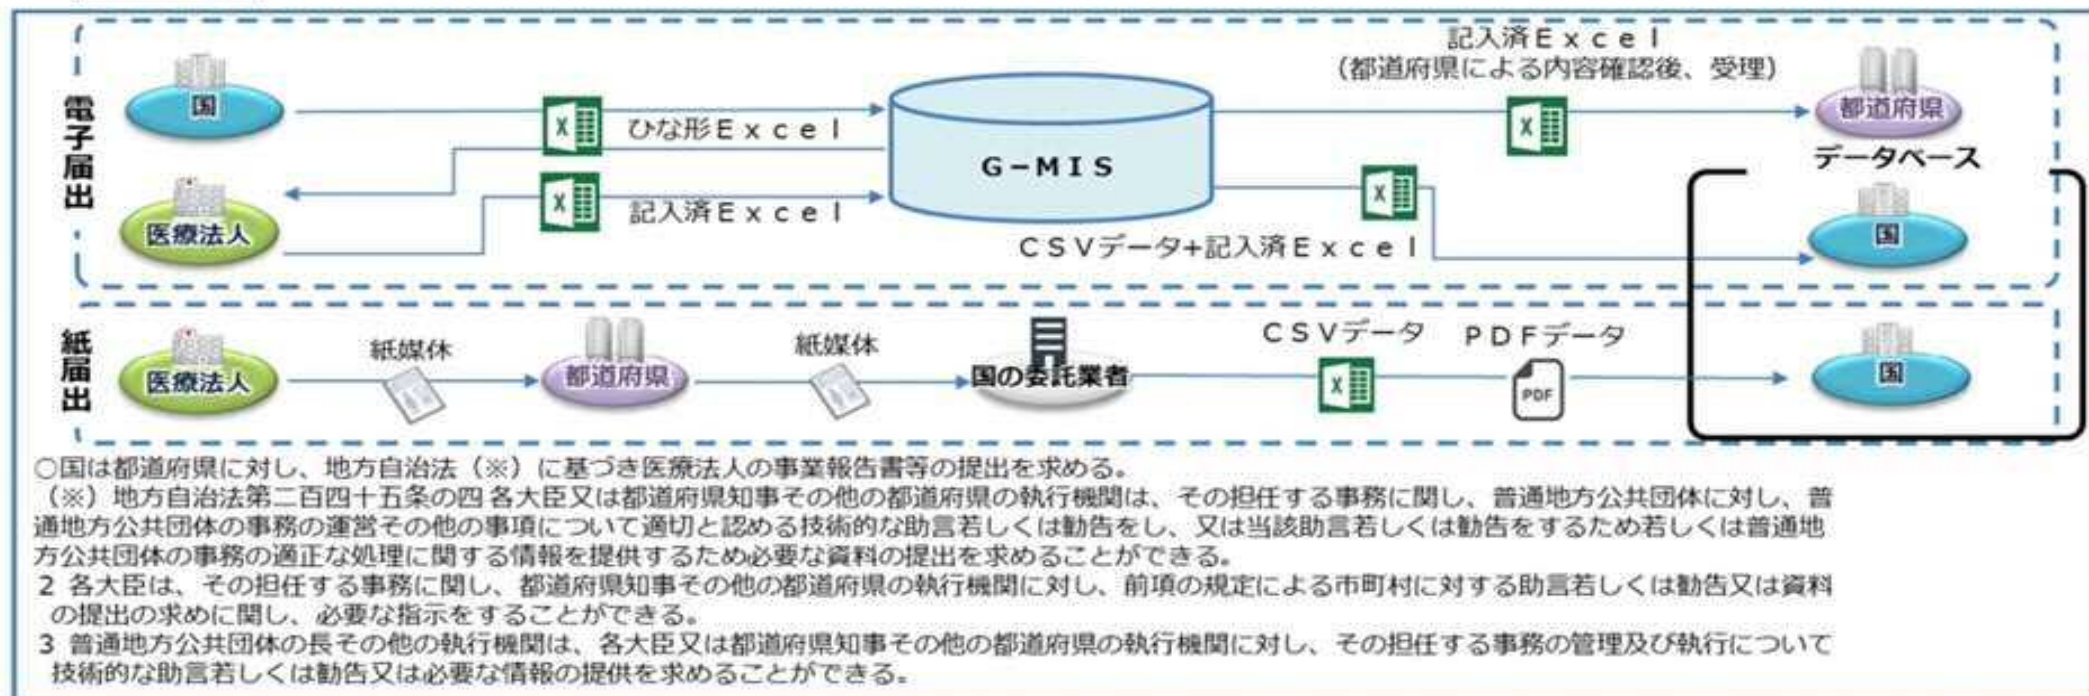 電子届出
国
ひな形Excel
医療法人
記入済Excel
G-MIS
記入済Excel
(都道府県による内容確認後、受理)
都道府県
データベース
CSVデータ+記入済Excel
国
紙届出
医療法人
紙媒体
都道府県
紙媒体
国の委託業者
CSVデータ
PDFデータ
PDF
国
○国は都道府県に対し、地方自治法(※)に基づき医療法人の事業報告書等の提出を求める。
(※)地方自治法第二百四十五条の四 各大臣又は都道府県知事その他の都道府県の執行機関は、その担任する事務に関し、普通地方公共団体に対し、普
通地方公共団体の事務の運営その他の事項について適切と認める技術的な助言若しくは勧告をし、又は当該助言若しくは勧告をするため若しくは普通地
方公共団体の事務の適正な処理に関する情報を提供するため必要な資料の提出を求めることができる。
2 各大臣は、その担任する事務に関し、都道府県知事その他の都道府県の執行機関に対し、前項の規定による市町村に対する助言若しくは勧告又は資料
の提出の求めに関し、必要な指示をすることができる。
3 普通地方公共団体の長その他の執行機関は、各大臣又は都道府県知事その他の都道府県の執行機関に対し、その担任する事務の管理及び執行について
技術的な助言若しくは勧告又は必要な情報の提供を求めることができる。